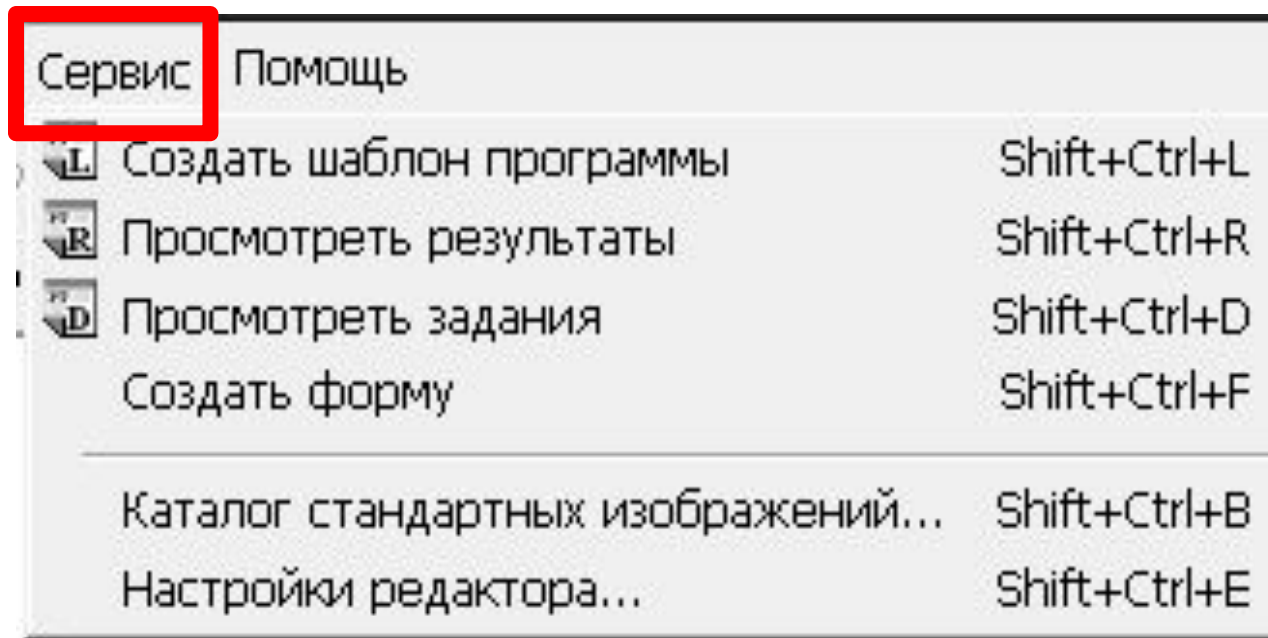 Сервис Помощь
L Создать шаблон программы Shift+Ctrl+L
R Просмотреть результаты Shift+Ctrl+R
D Просмотреть задания Shift+Ctrl+D
Создать форму Shift+Ctrl+F
Каталог стандартных изображений... Shift+Ctrl+B
Настройки редактора... Shift+Ctrl+E